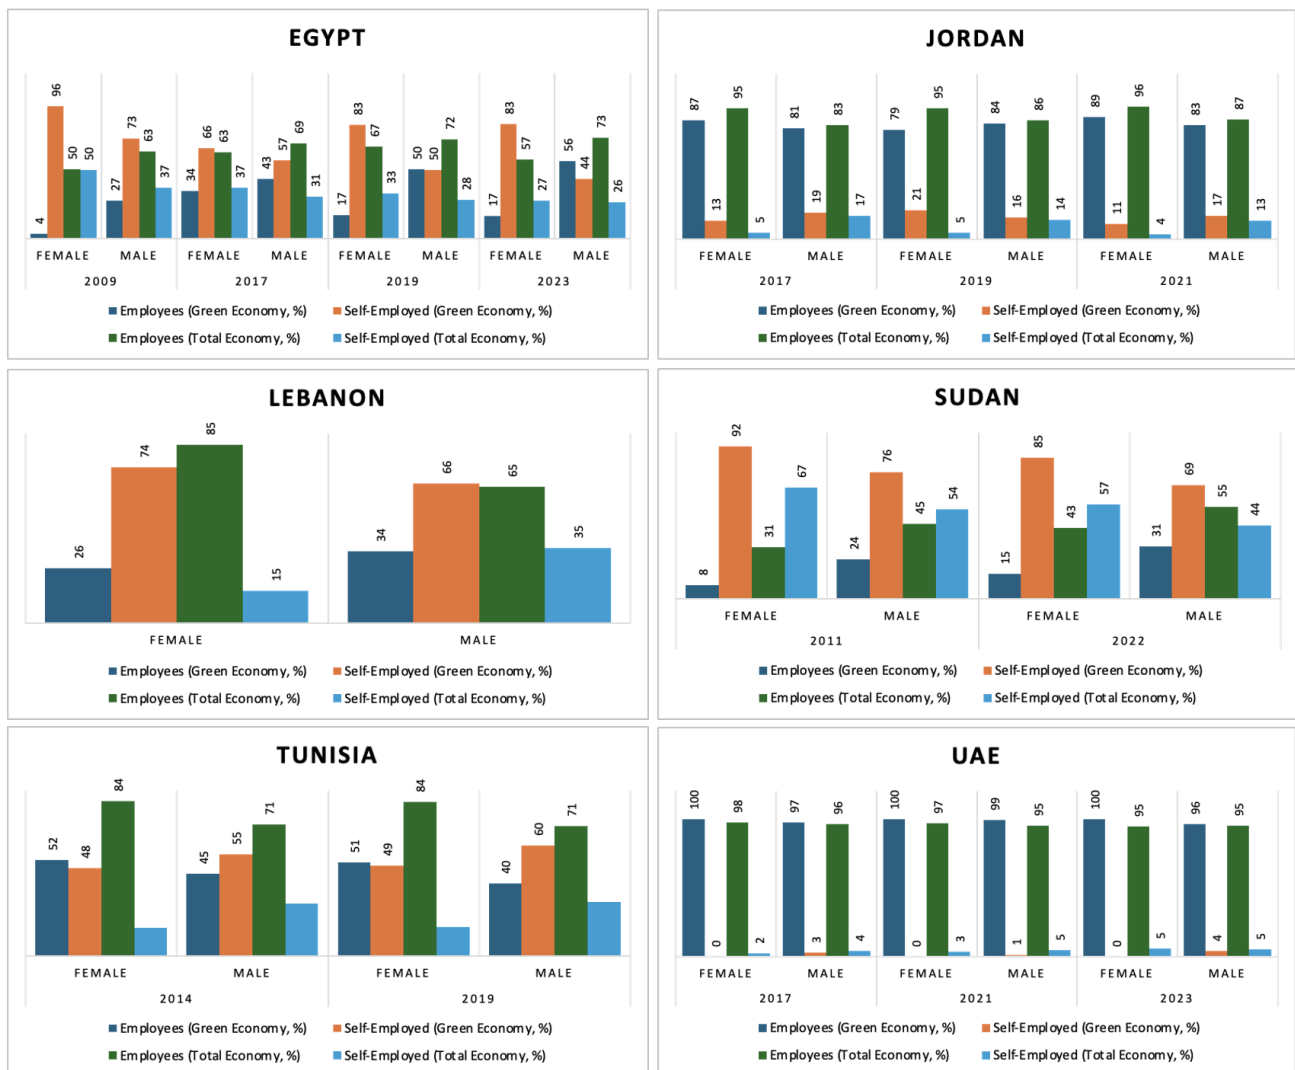 EGYPT
4 96 50 50 27 73 63 37 34 66 63 37 43 57 69 31 17 83 67 33 50 50 72 28 17 83 57 27 56 44 73 26
FEMALE MALE FEMALE MALE FEMALE MALE FEMALE MALE
2009 2017 2019 2023
Employees (Green Economy, %) Self-Employed (Green Economy, %)
Employees (Total Economy, %) Self-Employed (Total Economy, %)
JORDAN
87 13 95 5 81 19 83 17 79 21 95 5 84 16 86 14 89 11 96 4 83 17 87 13
FEMALE MALE FEMALE MALE FEMALE MALE
2017 2019 2021
Employees (Green Economy, %) Self-Employed (Green Economy, %)
Employees (Total Economy, %) Self-Employed (Total Economy, %)
LEBANON
26 74 85 15 34 66 65 35
FEMALE MALE
Employees (Green Economy, %) Self-Employed (Green Economy, %)
Employees (Total Economy, %) Self-Employed (Total Economy, %)
SUDAN
8 92 31 67 24 76 45 54 15 85 43 57 31 69 55 44
FEMALE MALE FEMALE MALE
2011 2022
Employees (Green Economy, %) Self-Employed (Green Economy, %)
Employees (Total Economy, %) Self-Employed (Total Economy, %)
TUNISIA
52 48 84 45 55 71 51 49 84 40 60 71
FEMALE MALE FEMALE MALE
2014 2019
Employees (Green Economy, %) Self-Employed (Green Economy, %)
Employees (Total Economy, %) Self-Employed (Total Economy, %)
UAE
100 0 98 2 97 3 96 4 100 0 97 3 99 1 95 5 100 0 95 5 96 4 95 5
FEMALE MALE FEMALE MALE FEMALE MALE
2017 2021 2023
Employees (Green Economy, %) Self-Employed (Green Economy, %)
Employees (Total Economy, %) Self-Employed (Total Economy, %)